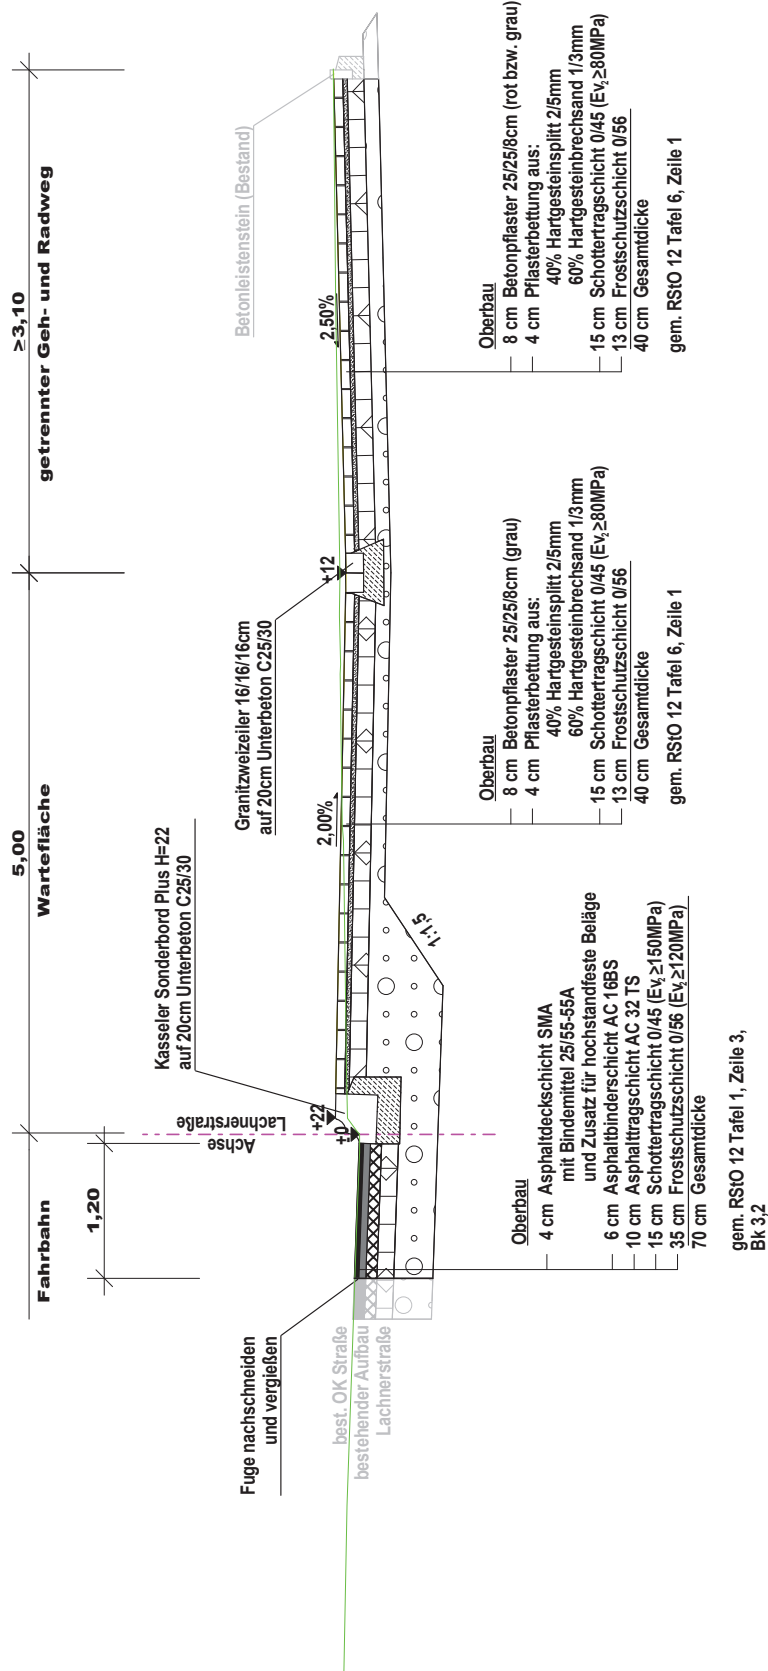 Fahrbahn
5,00
Wartefläche
≥3,10
getrennter Geh- und Radweg
1,20
Kasseler Sonderbord Plus H=22
auf 20cm Unterbeton C25/30
Granitzweizeiler 16/16/16cm
auf 20cm Unterbeton C25/30
Betonleistenstein (Bestand)
Fuge nachschneiden
und vergießen
Achse
Lachnerstraße
+22
±0
2,00%
+12
2,50%
1:1,5
best. OK Straße
bestehender Aufbau
Lachnerstraße
Oberbau
4 cm Asphaltdeckschicht SMA
mit Bindemittel 25/55-55A
und Zusatz für hochstandfeste Beläge
6 cm Asphaltbinderschicht AC 16BS
10 cm Asphalttragschicht AC 32 TS
15 cm Schottertragschicht 0/45 (Ev₂≥150MPa)
35 cm Frostschutzschicht 0/56 (Ev₂≥120MPa)
70 cm Gesamtdicke
gem. RStO 12 Tafel 1, Zeile 3,
Bk 3,2
Oberbau
8 cm Betonpflaster 25/25/8cm (grau)
4 cm Pflasterbettung aus:
40% Hartgesteinsplitt 2/5mm
60% Hartgesteinbrechsand 1/3mm
15 cm Schottertragschicht 0/45 (Ev₂≥80MPa)
13 cm Frostschutzschicht 0/56
40 cm Gesamtdicke
gem. RStO 12 Tafel 6, Zeile 1
Oberbau
8 cm Betonpflaster 25/25/8cm (rot bzw. grau)
4 cm Pflasterbettung aus:
40% Hartgesteinsplitt 2/5mm
60% Hartgesteinbrechsand 1/3mm
15 cm Schottertragschicht 0/45 (Ev₂≥80MPa)
13 cm Frostschutzschicht 0/56
40 cm Gesamtdicke
gem. RStO 12 Tafel 6, Zeile 1